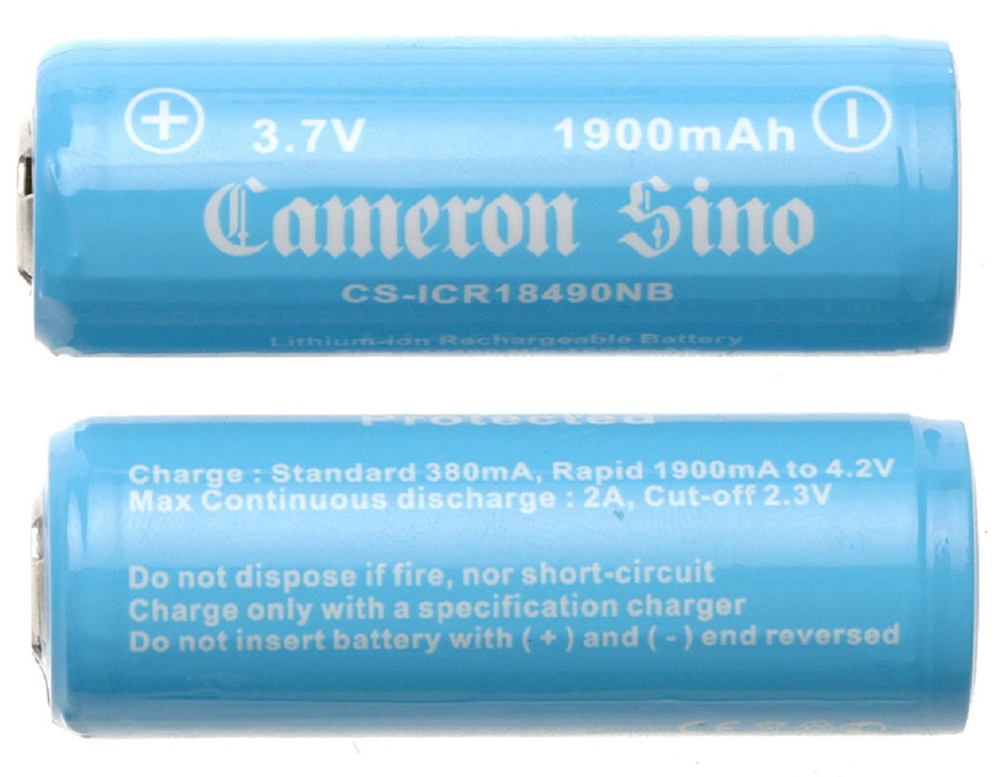 + 3.7V 1900mAh −
Cameron Sino
CS-ICR18490NB
Lithium-ion Rechargeable Battery
Protected
Charge : Standard 380mA, Rapid 1900mA to 4.2V
Max Continuous discharge : 2A, Cut-off 2.3V
Do not dispose if fire, nor short-circuit
Charge only with a specification charger
Do not insert battery with ( + ) and ( - ) end reversed